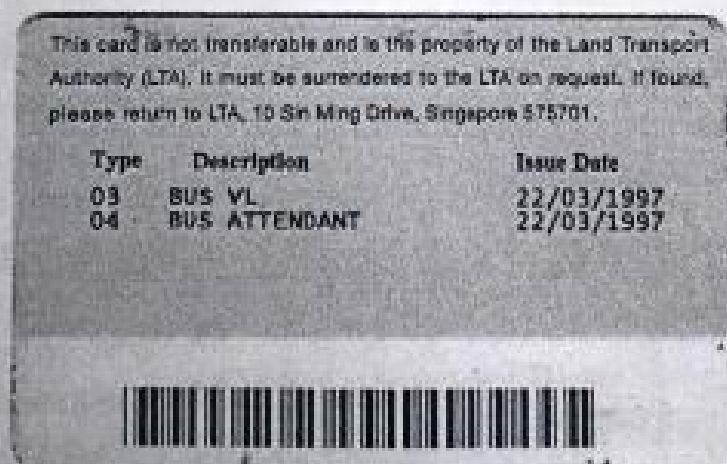 This card is not transferable and is the property of the Land Transport
Authority (LTA). It must be surrendered to the LTA on request. If found,
please return to LTA, 10 Sin Ming Drive, Singapore 575701.
Type Description Issue Date
03 BUS VL 22/03/1997
04 BUS ATTENDANT 22/03/1997